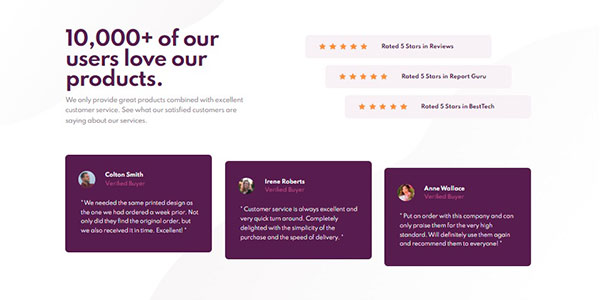 10,000+ of our
users love our
products.
We only provide great products combined with excellent
customer service. See what our satisfied customers are
saying about our services.
Rated 5 Stars in Reviews
Rated 5 Stars in Report Guru
Rated 5 Stars in BestTech
Colton Smith
Verified Buyer
" We needed the same printed design as
the one we had ordered a week prior. Not
only did they find the original order, but
we also received it in time. Excellent! "
Irene Roberts
Verified Buyer
" Customer service is always excellent and
very quick turn around. Completely
delighted with the simplicity of the
purchase and the speed of delivery. "
Anne Wallace
Verified Buyer
" Put an order with this company and can
only praise them for the very high
standard. Will definitely use them again
and recommend them to everyone! "